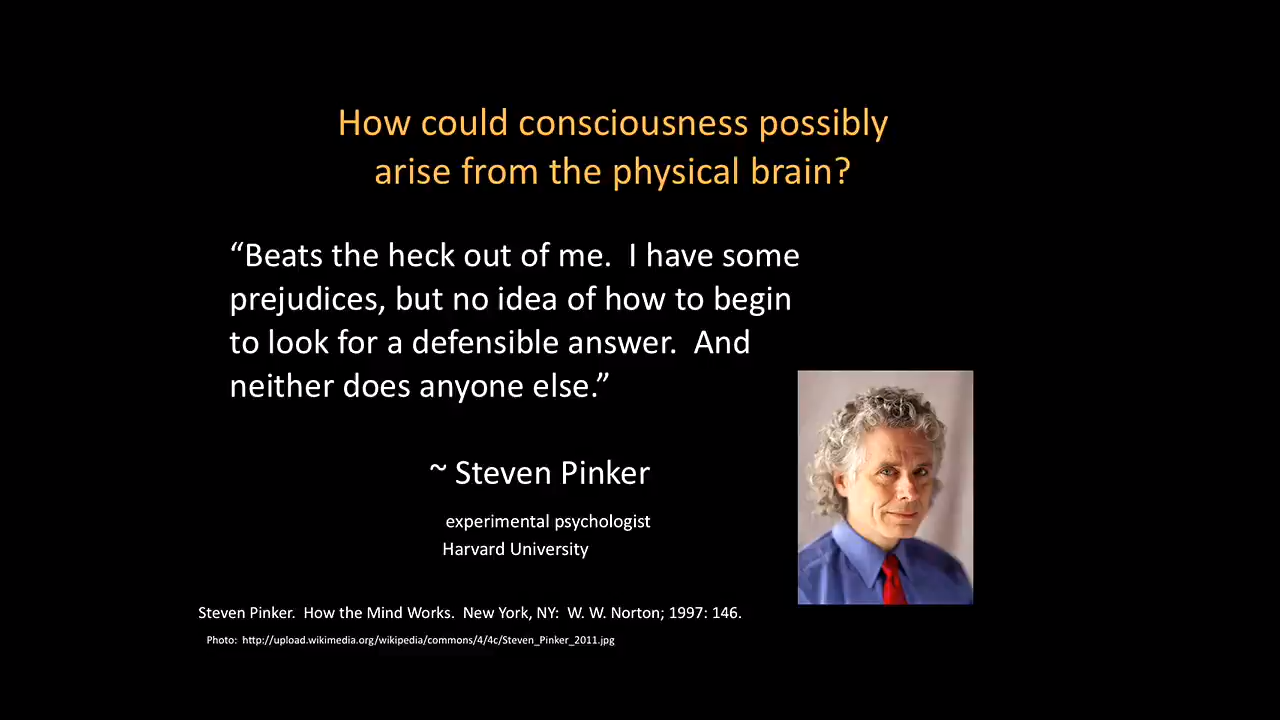 How could consciousness possibly
arise from the physical brain?
“Beats the heck out of me.  I have some
prejudices, but no idea of how to begin
to look for a defensible answer.  And
neither does anyone else.”
~ Steven Pinker
experimental psychologist
Harvard University
Steven Pinker.  How the Mind Works.  New York, NY:  W. W. Norton; 1997: 146.
Photo:  http://upload.wikimedia.org/wikipedia/commons/4/4c/Steven_Pinker_2011.jpg